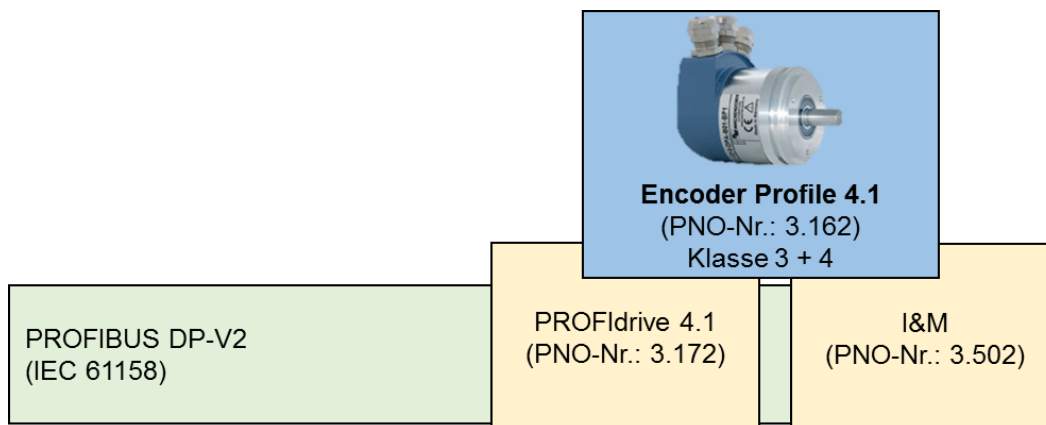 Encoder Profile 4.1
(PNO-Nr.: 3.162)
Klasse 3 + 4
PROFIBUS DP-V2
(IEC 61158)
PROFIdrive 4.1
(PNO-Nr.: 3.172)
I&M
(PNO-Nr.: 3.502)